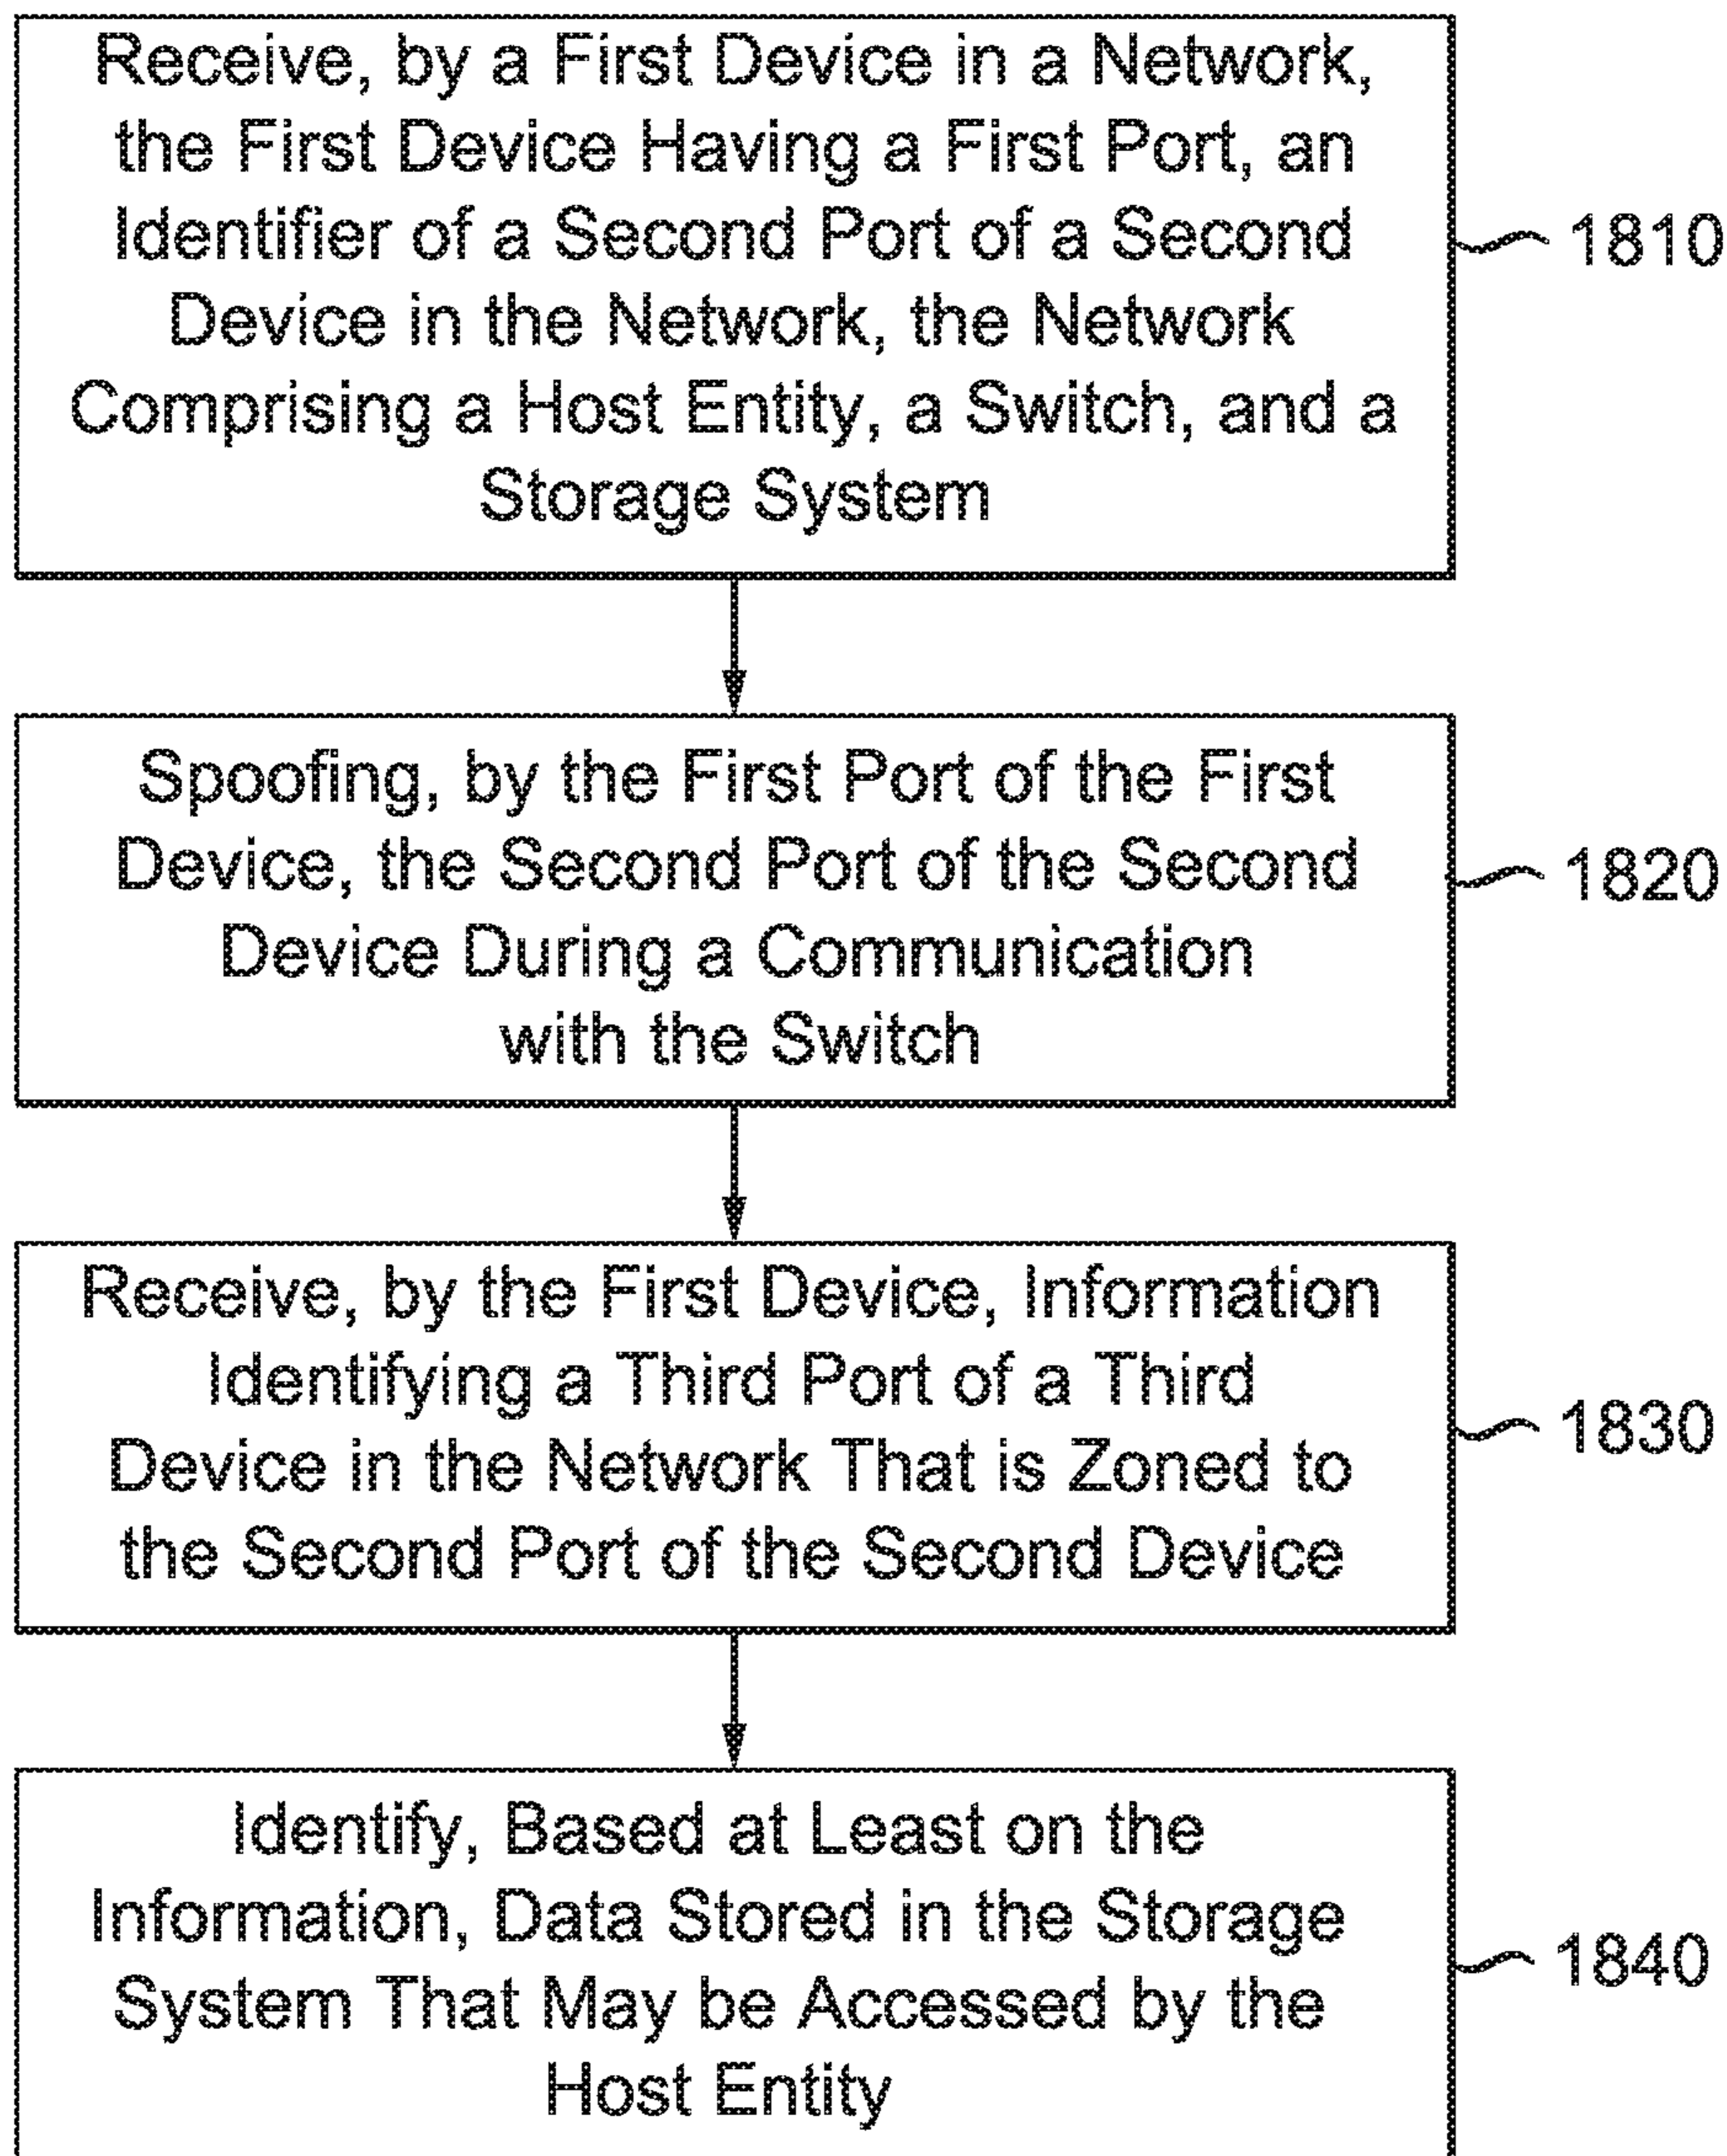 Receive, by a First Device in a Network,
the First Device Having a First Port, an
Identifier of a Second Port of a Second
Device in the Network, the Network
Comprising a Host Entity, a Switch, and a
Storage System
1810
Spoofing, by the First Port of the First
Device, the Second Port of the Second
Device During a Communication
with the Switch
1820
Receive, by the First Device, Information
Identifying a Third Port of a Third
Device in the Network That is Zoned to
the Second Port of the Second Device
1830
Identify, Based at Least on the
Information, Data Stored in the Storage
System That May be Accessed by the
Host Entity
1840